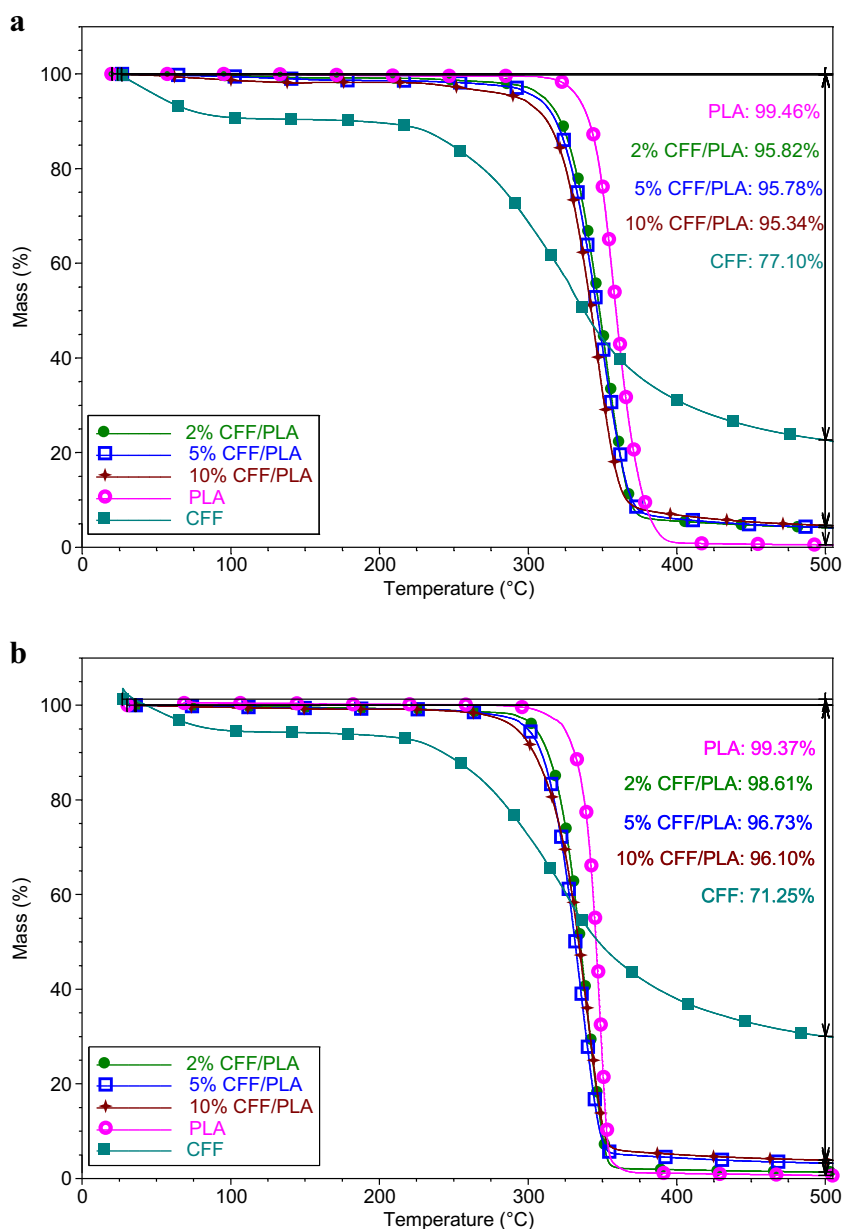 a
100
80
60
40
20
0
Mass (%)
PLA: 99.46%
2% CFF/PLA: 95.82%
5% CFF/PLA: 95.78%
10% CFF/PLA: 95.34%
CFF: 77.10%
2% CFF/PLA
5% CFF/PLA
10% CFF/PLA
PLA
CFF
0 100 200 300 400 500
Temperature (°C)
b
100
80
60
40
20
0
Mass (%)
PLA: 99.37%
2% CFF/PLA: 98.61%
5% CFF/PLA: 96.73%
10% CFF/PLA: 96.10%
CFF: 71.25%
2% CFF/PLA
5% CFF/PLA
10% CFF/PLA
PLA
CFF
0 100 200 300 400 500
Temperature (°C)